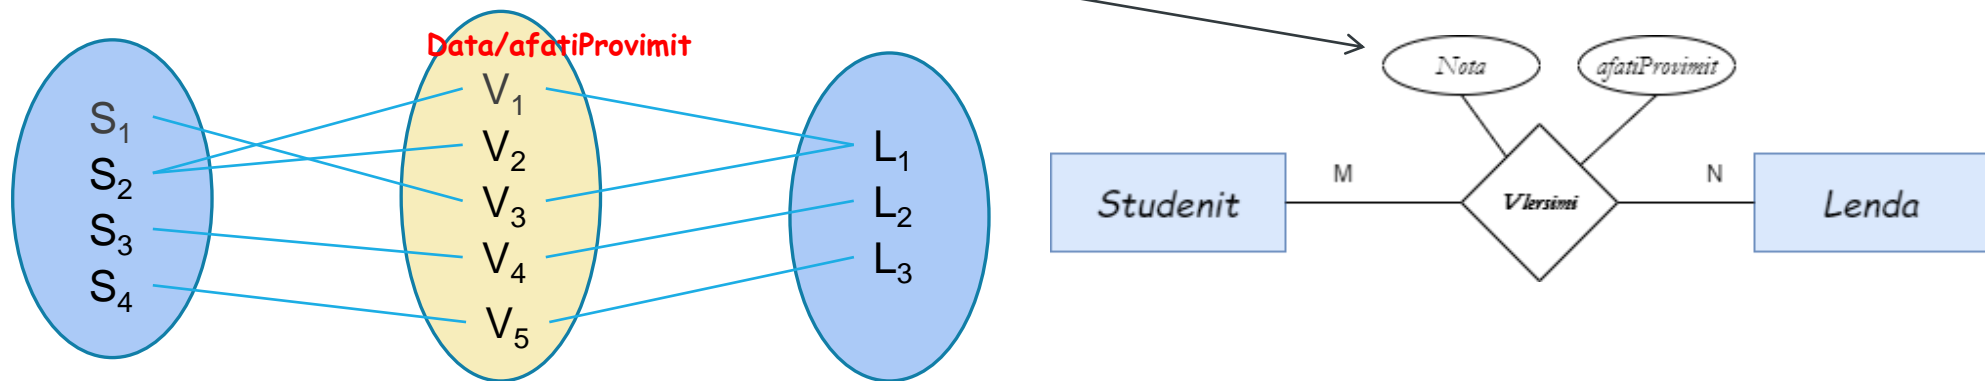 Data/afatiProvimit
S1
S2
S3
S4
V1
V2
V3
V4
V5
L1
L2
L3
Nota
afatiProvimit
Studenit
M
Vlersimi
N
Lenda